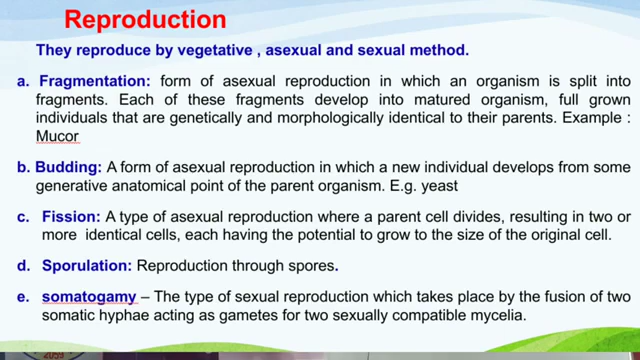 Reproduction
They reproduce by vegetative , asexual and sexual method.
a. Fragmentation: form of asexual reproduction in which an organism is split into
fragments. Each of these fragments develop into matured organism, full grown
individuals that are genetically and morphologically identical to their parents. Example :
Mucor
b. Budding: A form of asexual reproduction in which a new individual develops from some
generative anatomical point of the parent organism. E.g. yeast
c. Fission: A type of asexual reproduction where a parent cell divides, resulting in two or
more identical cells, each having the potential to grow to the size of the original cell.
d. Sporulation: Reproduction through spores.
e. somatogamy – The type of sexual reproduction which takes place by the fusion of two
somatic hyphae acting as gametes for two sexually compatible mycelia.